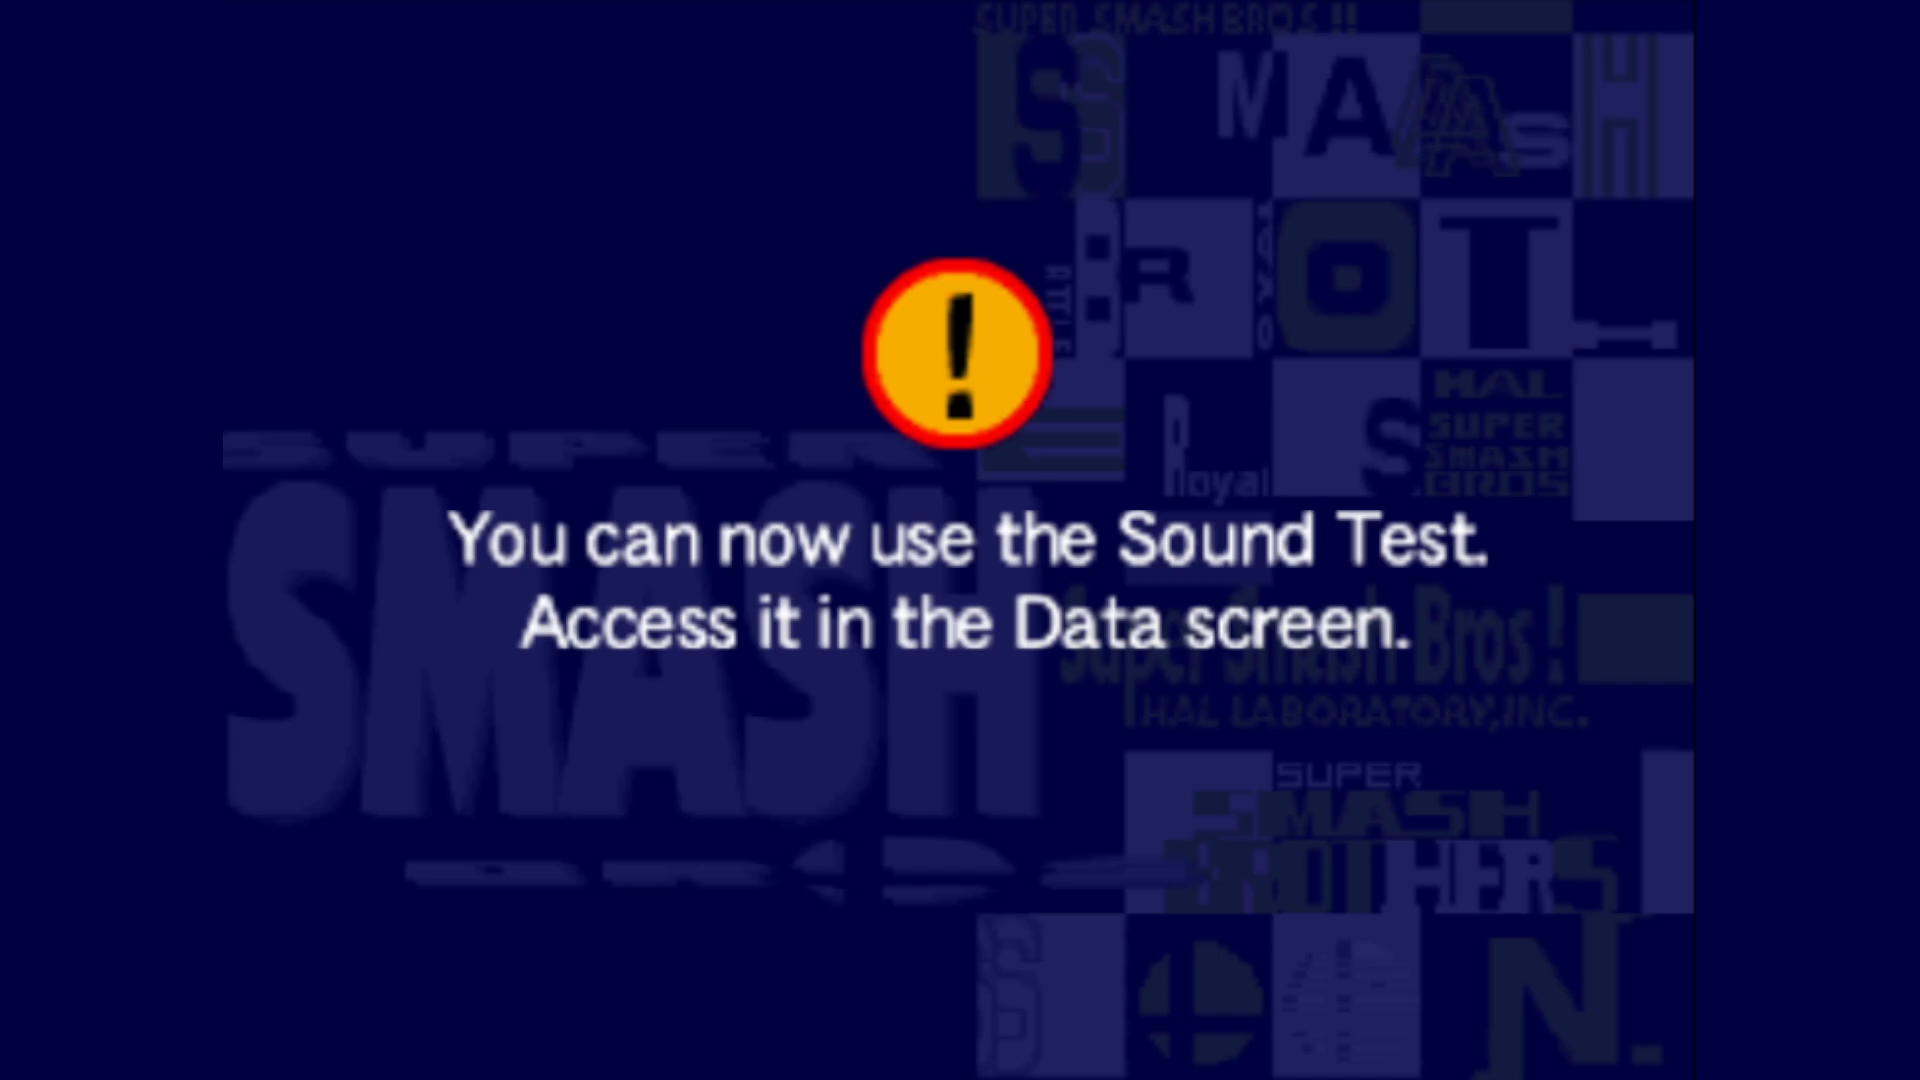 SUPER SMASH BROS !!
S M A A S H
B R O T
HAL
SUPER
SMASH
BROS
Royal S
SUPER
SMASH
!
You can now use the Sound Test.
Access it in the Data screen.
Super Smash Bros!
HAL LABORATORY,INC.
SUPER
SMASH
BROTHERS
N.